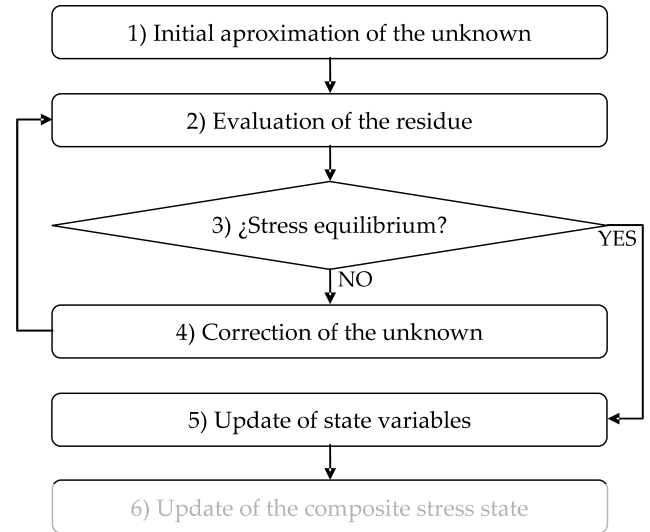 1) Initial aproximation of the unknown
2) Evaluation of the residue
3) ¿Stress equilibrium?
YES
NO
4) Correction of the unknown
5) Update of state variables
6) Update of the composite stress state